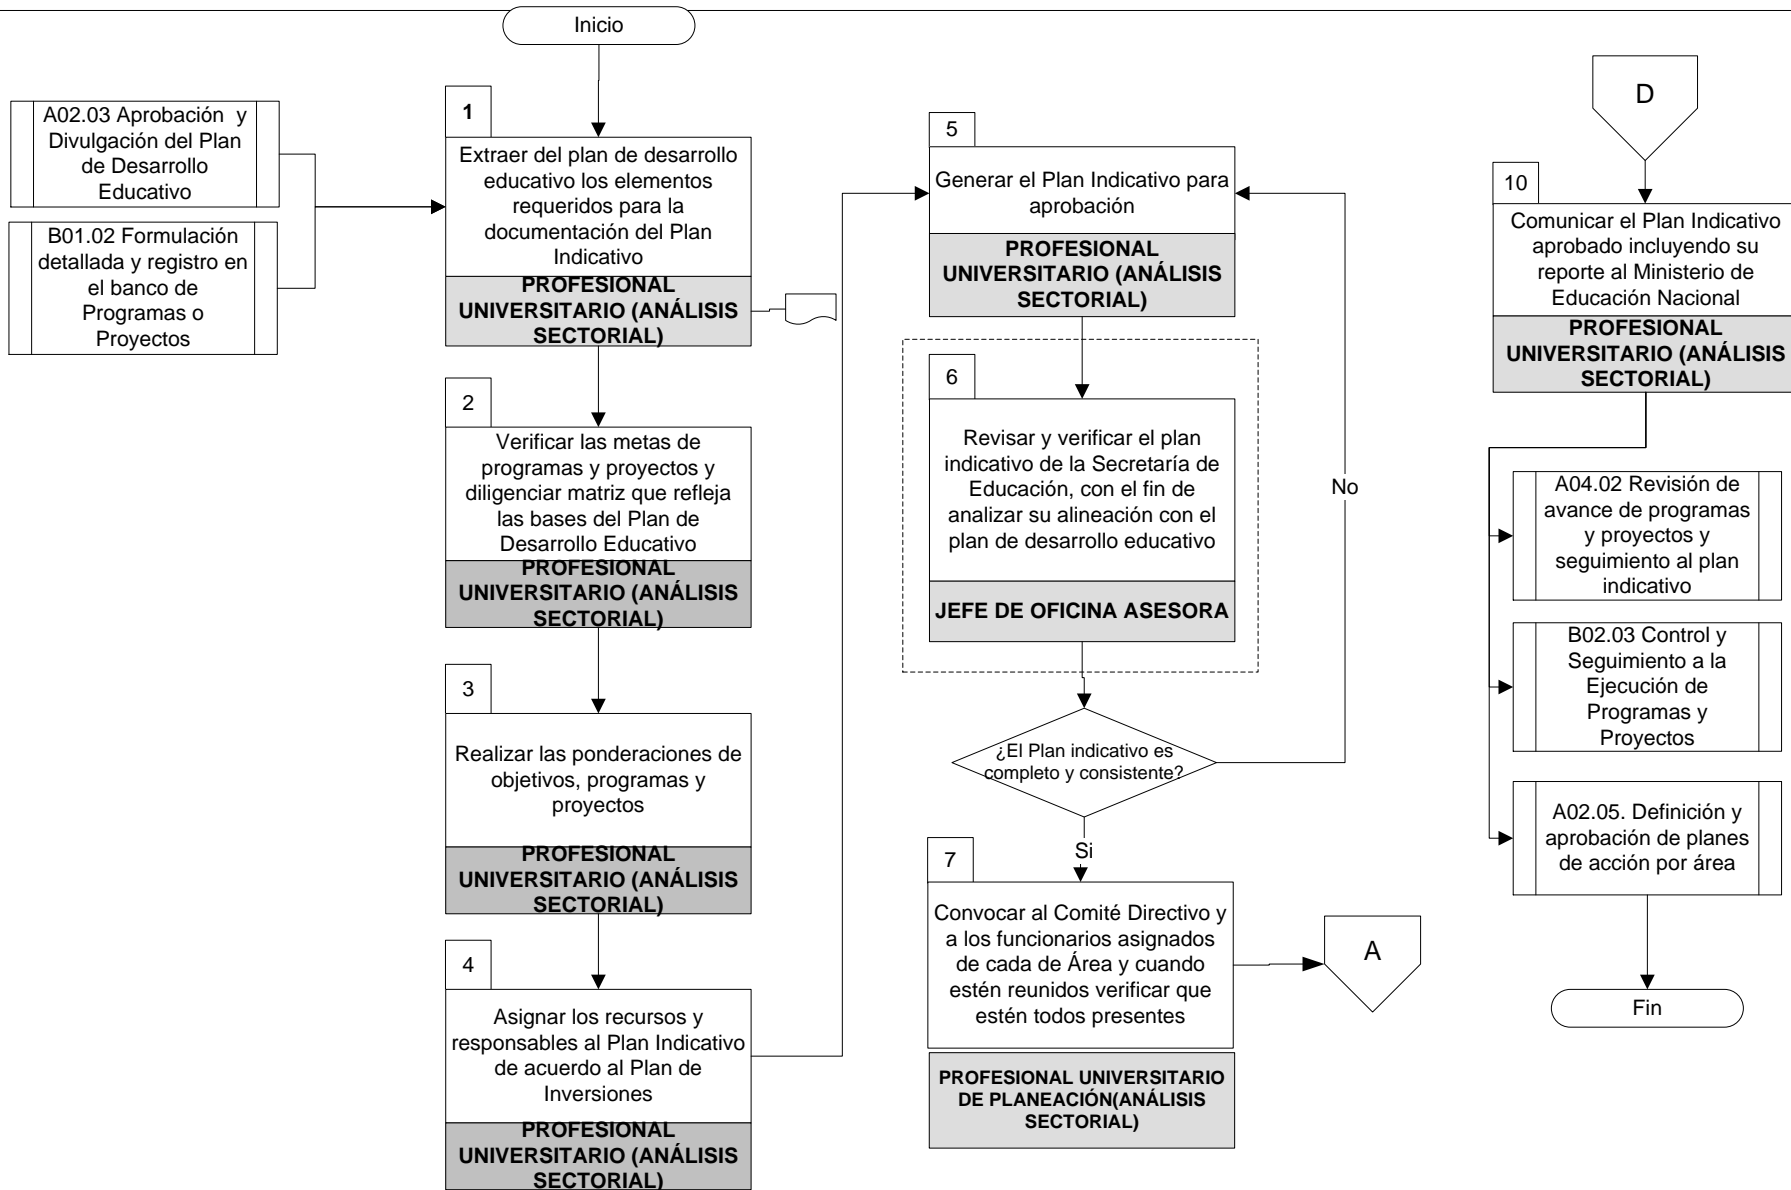 Inicio
A02.03 Aprobación y
Divulgación del Plan
de Desarrollo
Educativo
B01.02 Formulación
detallada y registro en
el banco de
Programas o
Proyectos
1
Extraer del plan de desarrollo
educativo los elementos
requeridos para la
documentación del Plan
Indicativo
PROFESIONAL
UNIVERSITARIO (ANÁLISIS
SECTORIAL)
2
Verificar las metas de
programas y proyectos y
diligenciar matriz que refleja
las bases del Plan de
Desarrollo Educativo
PROFESIONAL
UNIVERSITARIO (ANÁLISIS
SECTORIAL)
3
Realizar las ponderaciones de
objetivos, programas y
proyectos
PROFESIONAL
UNIVERSITARIO (ANÁLISIS
SECTORIAL)
4
Asignar los recursos y
responsables al Plan Indicativo
de acuerdo al Plan de
Inversiones
PROFESIONAL
UNIVERSITARIO (ANÁLISIS
SECTORIAL)
5
Generar el Plan Indicativo para
aprobación
PROFESIONAL
UNIVERSITARIO (ANÁLISIS
SECTORIAL)
6
Revisar y verificar el plan
indicativo de la Secretaría de
Educación, con el fin de
analizar su alineación con el
plan de desarrollo educativo
JEFE DE OFICINA ASESORA
¿El Plan indicativo es
completo y consistente?
No
Si
7
Convocar al Comité Directivo y
a los funcionarios asignados
de cada de Área y cuando
estén reunidos verificar que
estén todos presentes
PROFESIONAL UNIVERSITARIO
DE PLANEACIÓN(ANÁLISIS
SECTORIAL)
A
D
10
Comunicar el Plan Indicativo
aprobado incluyendo su
reporte al Ministerio de
Educación Nacional
PROFESIONAL
UNIVERSITARIO (ANÁLISIS
SECTORIAL)
A04.02 Revisión de
avance de programas
y proyectos y
seguimiento al plan
indicativo
B02.03 Control y
Seguimiento a la
Ejecución de
Programas y
Proyectos
A02.05. Definición y
aprobación de planes
de acción por área
Fin